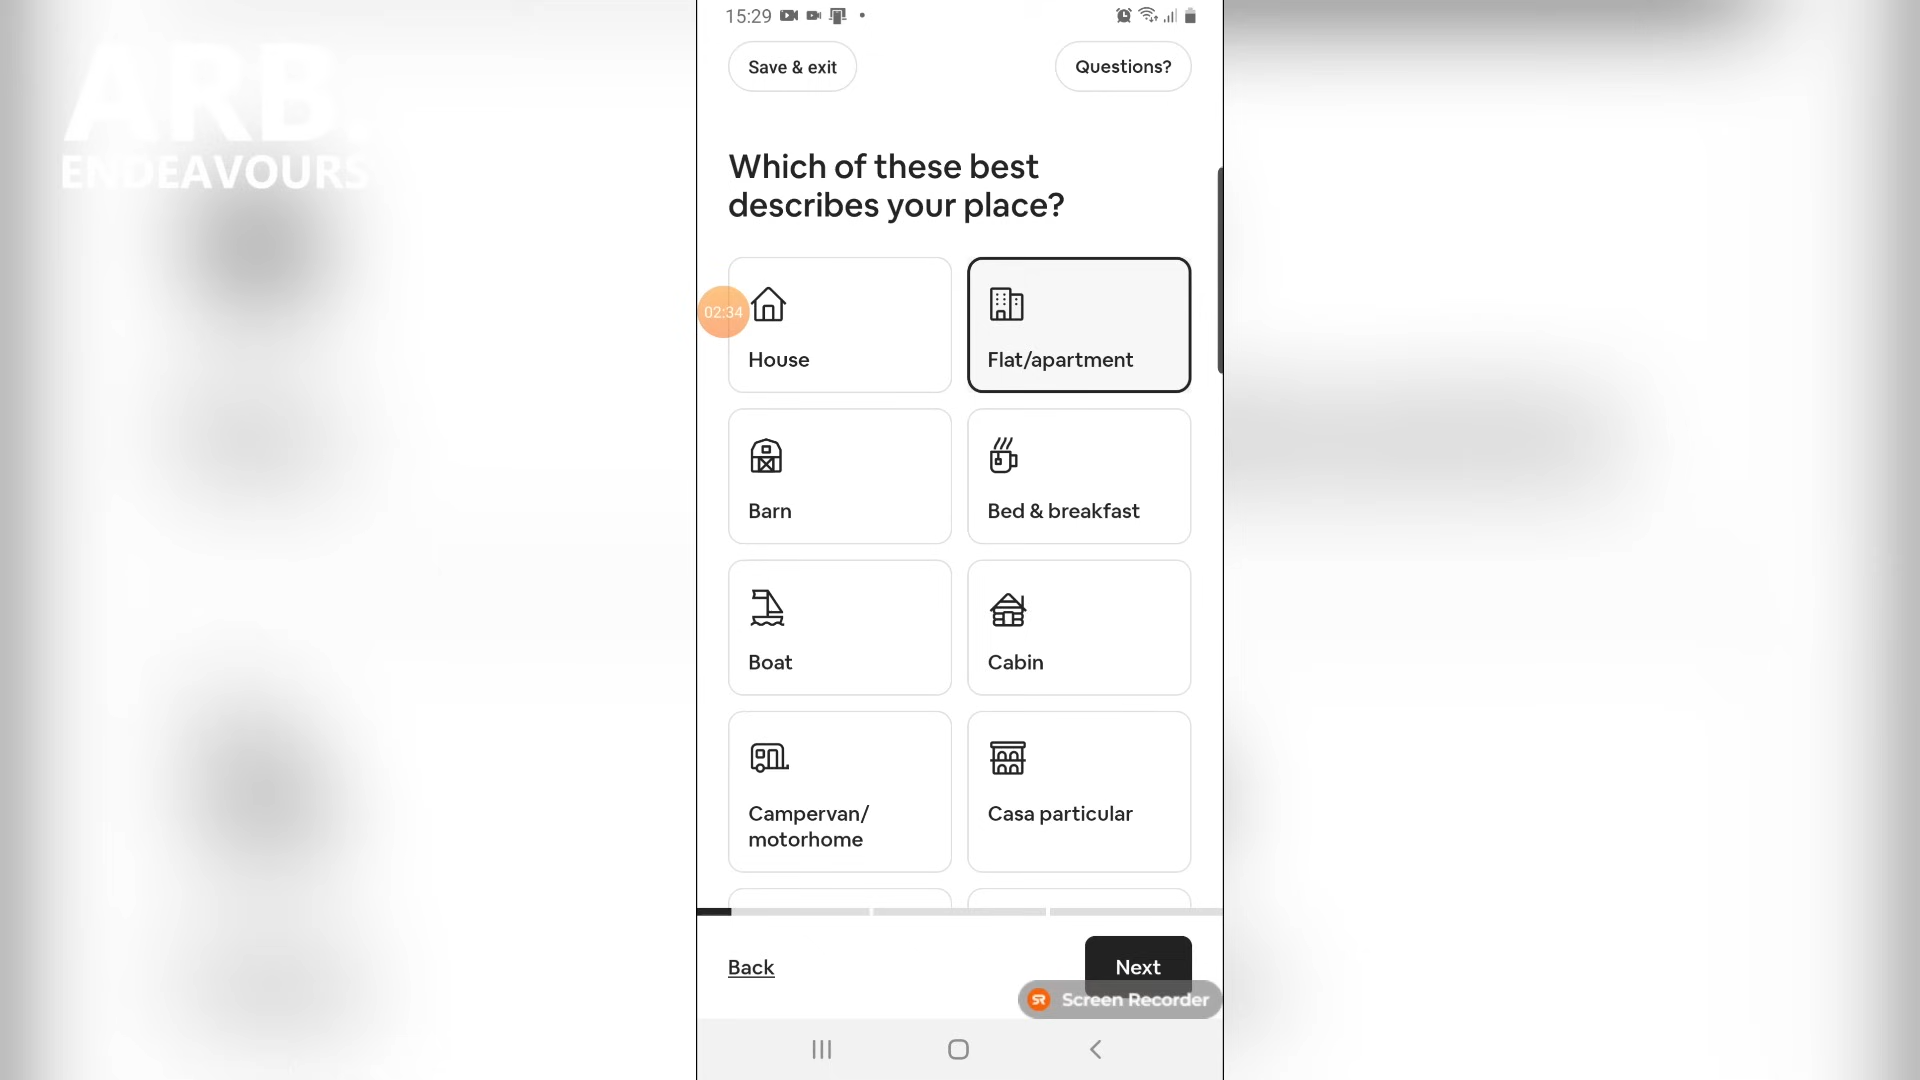 ARB.
ENDEAVOURS
15:29
Save & exit
Questions?
Which of these best
describes your place?
02:34
House
Flat/apartment
Barn
Bed & breakfast
Boat
Cabin
Campervan/
motorhome
Casa particular
Back
Next
Screen Recorder